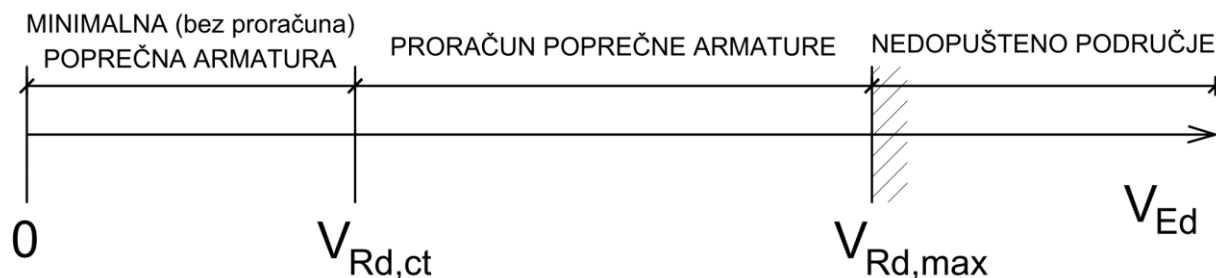 MINIMALNA (bez proračuna)
POPREČNA ARMATURA
PRORAČUN POPREČNE ARMATURE
NEDOPUŠTENO PODRUČJE
0
V_Rd,ct
V_Rd,max
V_Ed